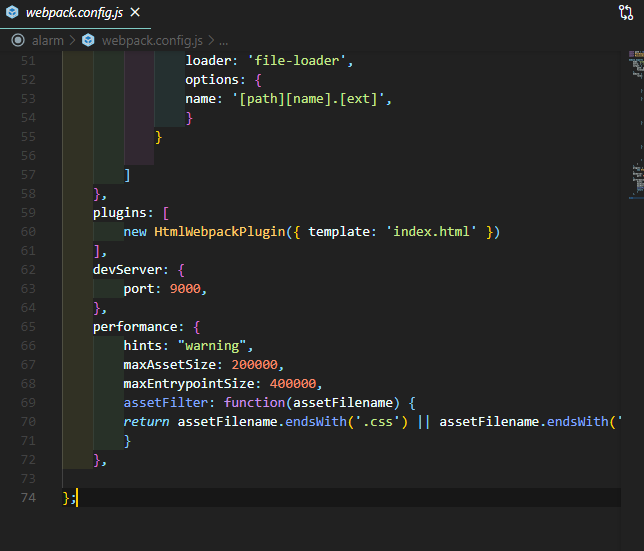 webpack.config.js
alarm > webpack.config.js > ...
51 loader: 'file-loader',
52 options: {
53 name: '[path][name].[ext]',
54 }
55 }
56
57 ]
58 },
59 plugins: [
60 new HtmlWebpackPlugin({ template: 'index.html' })
61 ],
62 devServer: {
63 port: 9000,
64 },
65 performance: {
66 hints: "warning",
67 maxAssetSize: 200000,
68 maxEntrypointSize: 400000,
69 assetFilter: function(assetFilename) {
70 return assetFilename.endsWith('.css') || assetFilename.endsWith('
71 }
72 },
73
74 };